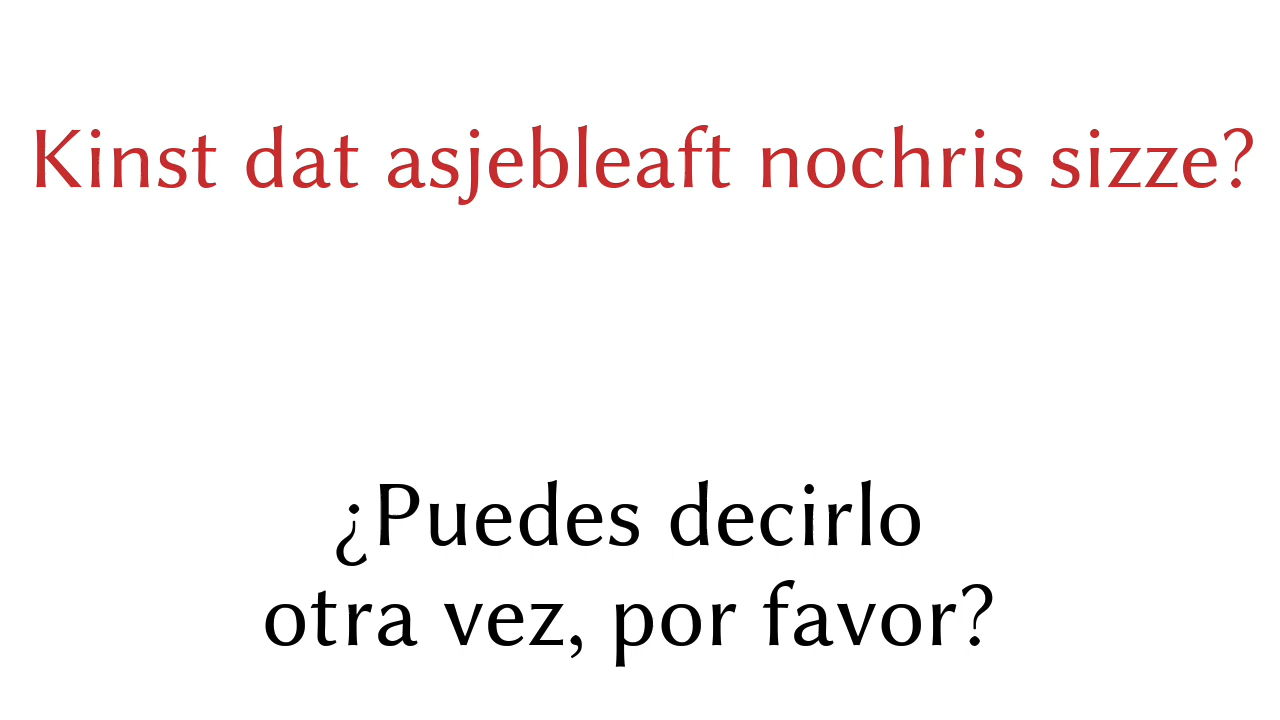 Kinst dat asjebleaft nochris sizze?
¿Puedes decirlo
otra vez, por favor?